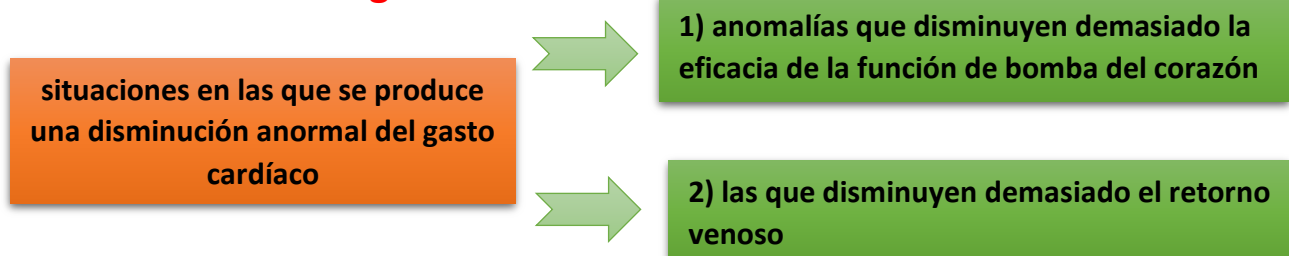 situaciones en las que se produce
una disminución anormal del gasto
cardíaco
1) anomalías que disminuyen demasiado la
eficacia de la función de bomba del corazón
2) las que disminuyen demasiado el retorno
venoso